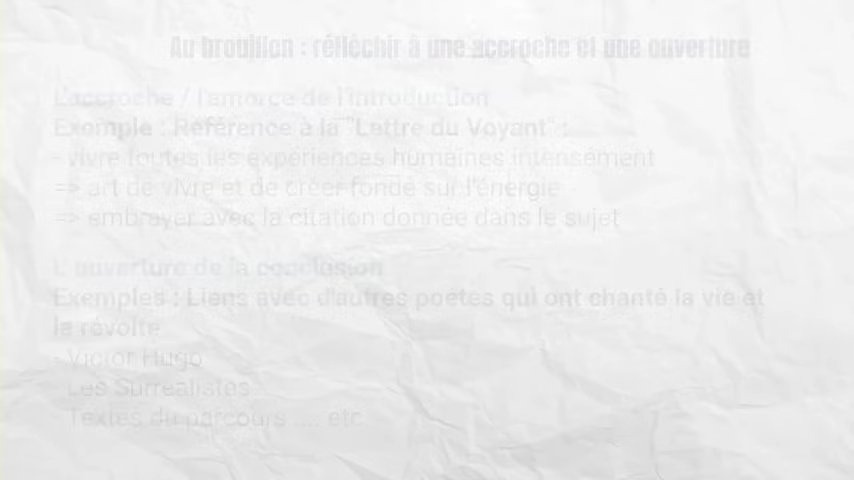 Au brouillon : réfléchir à une accroche et une ouverture
L'accroche / l'amorce de l'introduction
Exemple : Référence à la "Lettre du Voyant" :
- vivre toutes les expériences humaines intensément
=> art de vivre et de créer fondé sur l'énergie
=> embrayer avec la citation donnée dans le sujet
L'ouverture de la conclusion
Exemples : Liens avec d'autres poètes qui ont chanté la vie et
la révolte
- Victor Hugo
- Les Surréalistes
- Textes du parcours .... etc